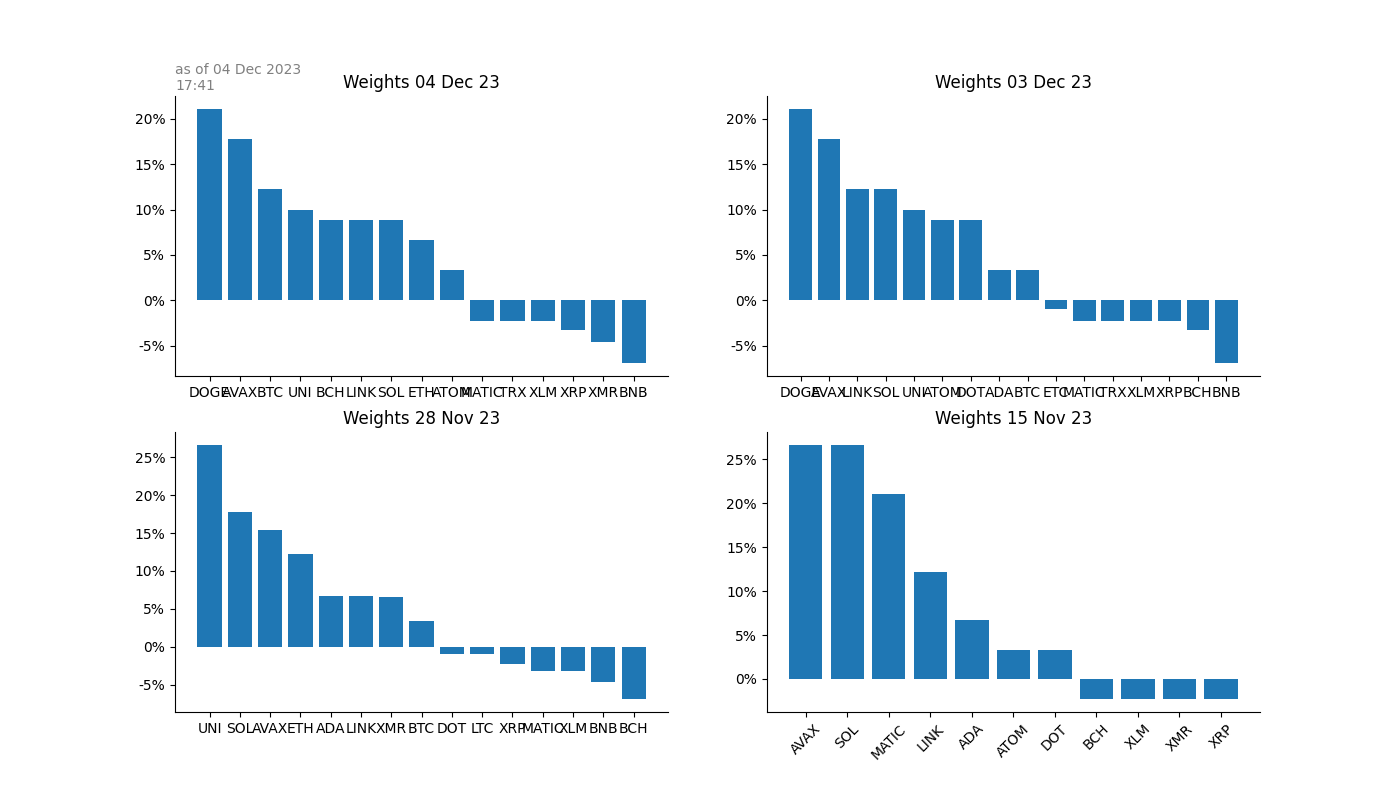 as of 04 Dec 2023
17:41
Weights 04 Dec 23
20%
15%
10%
5%
0%
-5%
DOGE AVAX BTC UNI BCH LINK SOL ETH ATOM MATIC TRX XLM XRP XMR BNB
Weights 03 Dec 23
20%
15%
10%
5%
0%
-5%
DOGE AVAX LINK SOL UNI ATOM DOT ADA BTC ETC MATIC TRX XLM XRP BCH BNB
Weights 28 Nov 23
25%
20%
15%
10%
5%
0%
-5%
UNI SOL AVAX ETH ADA LINK XMR BTC DOT LTC XRP MATIC XLM BNB BCH
Weights 15 Nov 23
25%
20%
15%
10%
5%
0%
AVAX SOL MATIC LINK ADA ATOM DOT BCH XLM XMR XRP